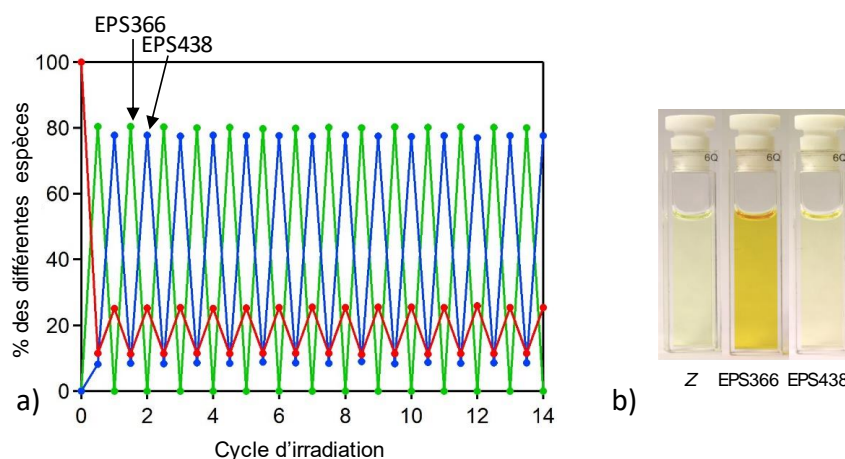 EPS366
EPS438
100
80
60
40
20
0
0 2 4 6 8 10 12 14
% des différentes espèces
Cycle d'irradiation
a)
6Q 6Q 6Q
Z EPS366 EPS438
b)